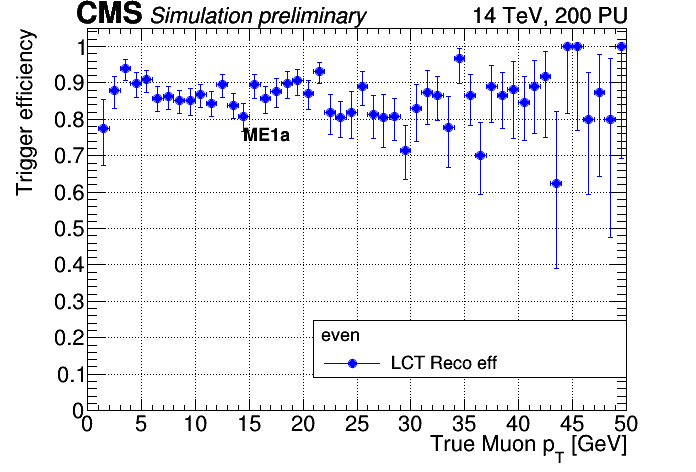 CMS Simulation preliminary 14 TeV, 200 PU
Trigger efficiency
1
0.9
0.8
0.7
0.6
0.5
0.4
0.3
0.2
0.1
0
ME1a
even
LCT Reco eff
0 5 10 15 20 25 30 35 40 45 50
True Muon pT [GeV]